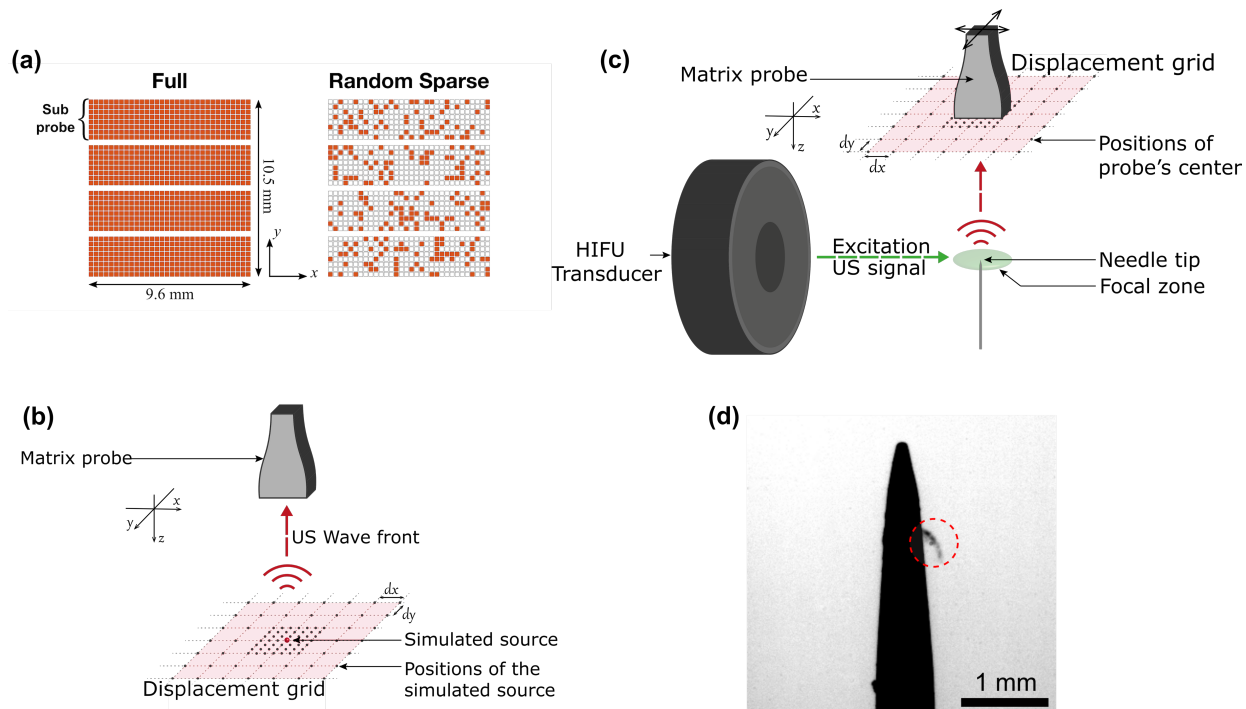 (a)
Full
Random Sparse
Sub
probe
10.5 mm
y
x
9.6 mm
(b)
Matrix probe
x
y
z
US Wave front
dx
dy
Simulated source
Positions of the
simulated source
Displacement grid
(c)
Matrix probe
Displacement grid
x
y
z
dy
dx
Positions of
probe's center
HIFU
Transducer
Excitation
US signal
Needle tip
Focal zone
(d)
1 mm